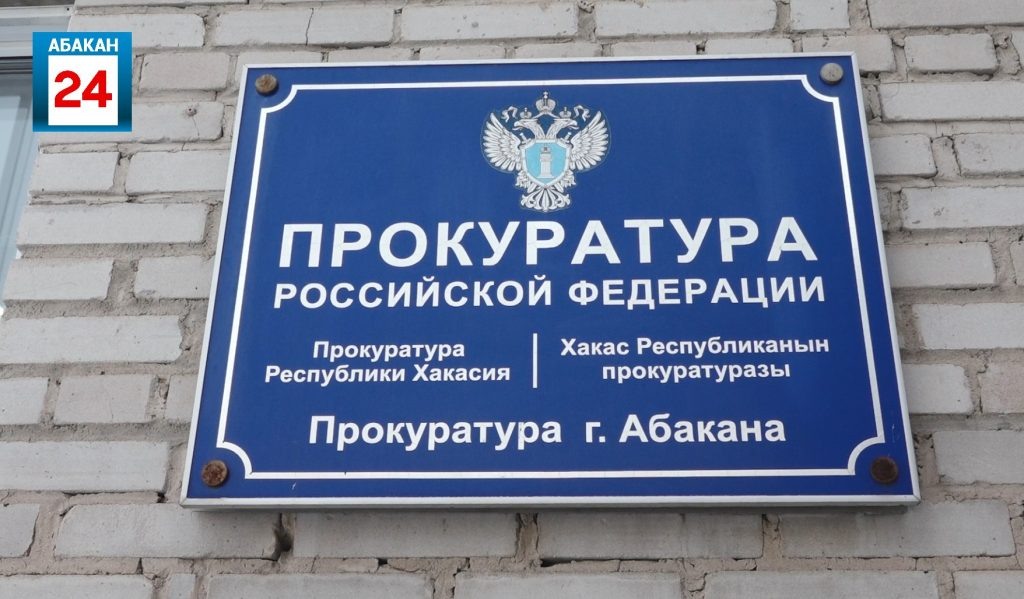 АБАКАН
24
ПРОКУРАТУРА
РОССИЙСКОЙ ФЕДЕРАЦИИ
Прокуратура
Республики Хакасия
Хакас Республиканын
прокуратуразы
Прокуратура г. Абакана